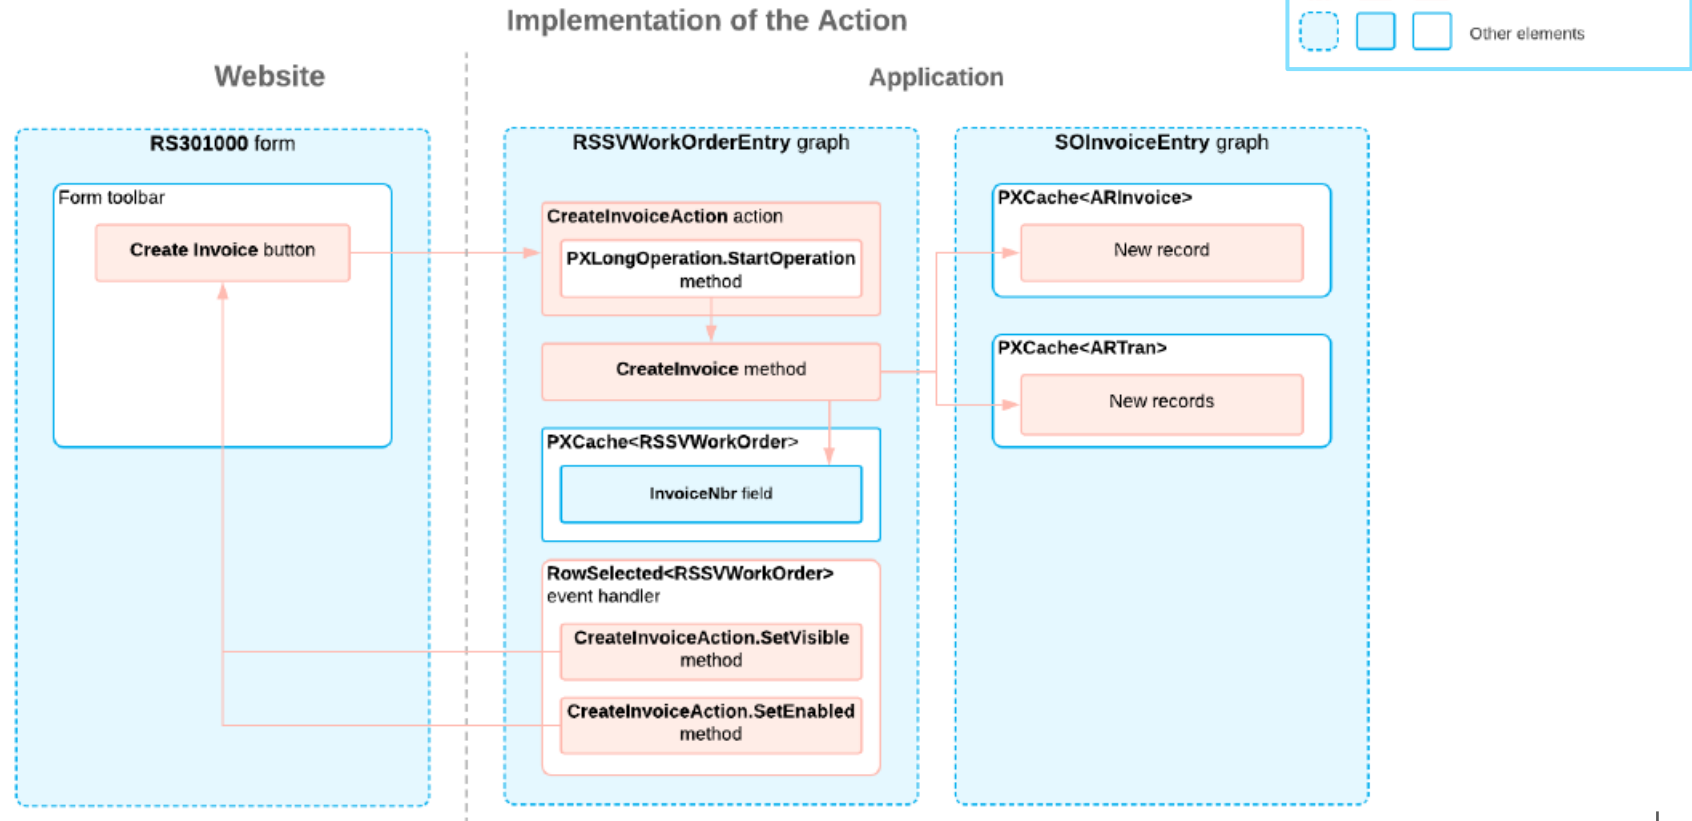 Implementation of the Action
Other elements
Website
Application
RS301000 form
Form toolbar
Create Invoice button
RSSVWorkOrderEntry graph
CreateInvoiceAction action
PXLongOperation.StartOperation
method
CreateInvoice method
PXCache<RSSVWorkOrder>
InvoiceNbr field
RowSelected<RSSVWorkOrder>
event handler
CreateInvoiceAction.SetVisible
method
CreateInvoiceAction.SetEnabled
method
SOInvoiceEntry graph
PXCache<ARInvoice>
New record
PXCache<ARTran>
New records